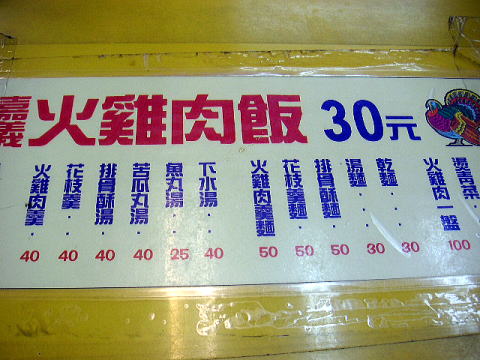 嘉義火雞肉飯 30元
火雞肉羹 40
花枝羹‥ 40
排骨酥湯 40
苦瓜丸湯 40
魚丸湯‥ 25
下水湯‥ 40
火雞肉羹麵 50
花枝羹麵 50
排骨酥麵 50
湯麵‥ 30
乾麵‥ 30
火雞肉一盤 100
燙青菜